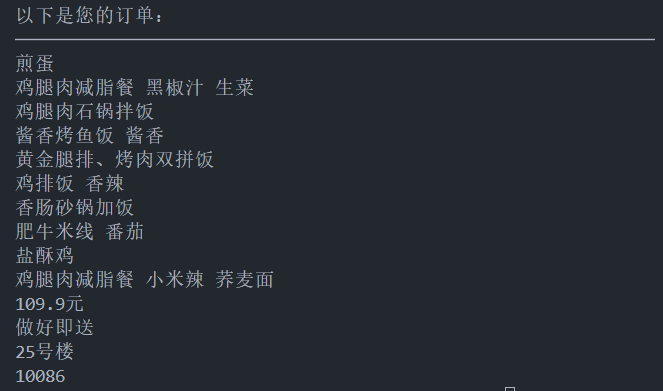 以下是您的订单:
煎蛋
鸡腿肉减脂餐 黑椒汁 生菜
鸡腿肉石锅拌饭
酱香烤鱼饭 酱香
黄金腿排、烤肉双拼饭
鸡排饭 香辣
香肠砂锅加饭
肥牛米线 番茄
盐酥鸡
鸡腿肉减脂餐 小米辣 荞麦面
109.9元
做好即送
25号楼
10086